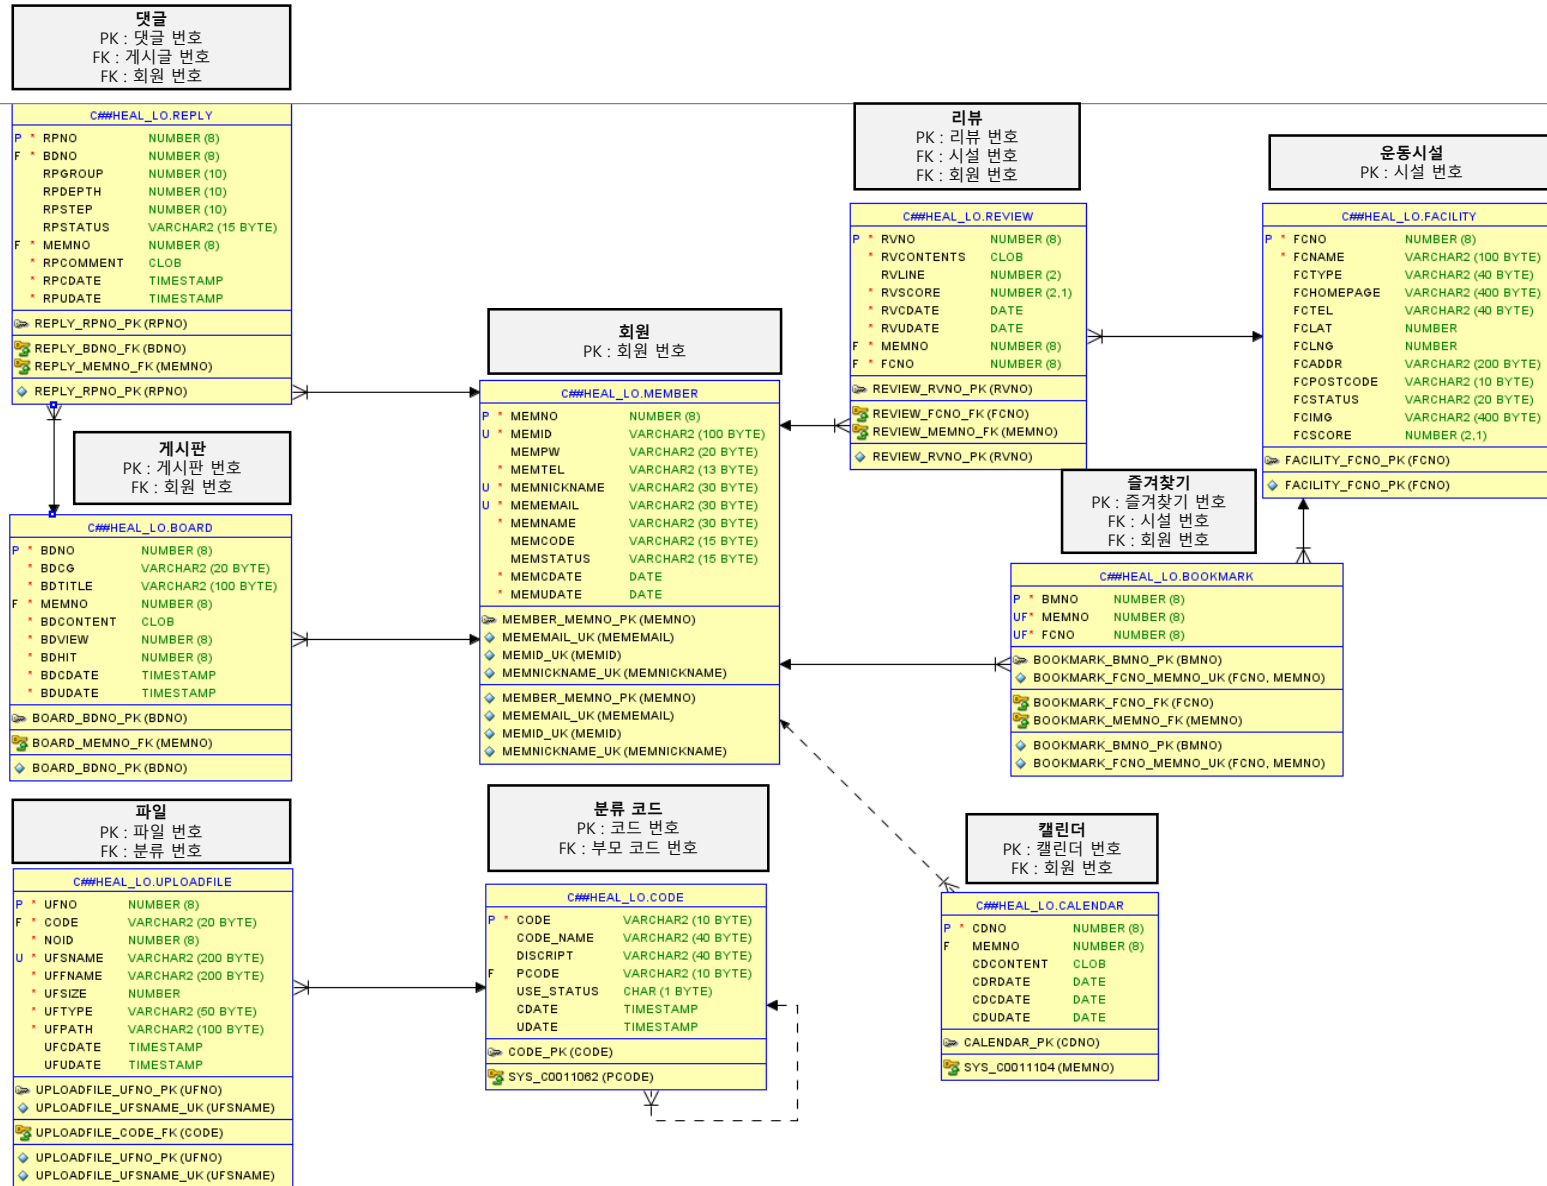 댓글
PK : 댓글 번호
FK : 게시글 번호
FK : 회원 번호
C##HEAL_LO.REPLY
P * RPNO NUMBER (8)
F * BDNO NUMBER (8)
RPGROUP NUMBER (10)
RPDEPTH NUMBER (10)
RPSTEP NUMBER (10)
RPSTATUS VARCHAR2 (15 BYTE)
F * MEMNO NUMBER (8)
* RPCOMMENT CLOB
* RPCDATE TIMESTAMP
* RPUDATE TIMESTAMP
REPLY_RPNO_PK (RPNO)
REPLY_BDNO_FK (BDNO)
REPLY_MEMNO_FK (MEMNO)
REPLY_RPNO_PK (RPNO)
게시판
PK : 게시판 번호
FK : 회원 번호
C##HEAL_LO.BOARD
P * BDNO NUMBER (8)
* BDCG VARCHAR2 (20 BYTE)
* BDTITLE VARCHAR2 (100 BYTE)
F * MEMNO NUMBER (8)
* BDCONTENT CLOB
* BDVIEW NUMBER (8)
* BDHIT NUMBER (8)
* BDCDATE TIMESTAMP
* BDUDATE TIMESTAMP
BOARD_BDNO_PK (BDNO)
BOARD_MEMNO_FK (MEMNO)
BOARD_BDNO_PK (BDNO)
파일
PK : 파일 번호
FK : 분류 번호
C##HEAL_LO.UPLOADFILE
P * UFNO NUMBER (8)
F * CODE VARCHAR2 (20 BYTE)
* NOID NUMBER (8)
U * UFSNAME VARCHAR2 (200 BYTE)
* UFFNAME VARCHAR2 (200 BYTE)
* UFSIZE NUMBER
* UFTYPE VARCHAR2 (50 BYTE)
* UFPATH VARCHAR2 (100 BYTE)
UFCDATE TIMESTAMP
UFUDATE TIMESTAMP
UPLOADFILE_UFNO_PK (UFNO)
UPLOADFILE_UFSNAME_UK (UFSNAME)
UPLOADFILE_CODE_FK (CODE)
UPLOADFILE_UFNO_PK (UFNO)
UPLOADFILE_UFSNAME_UK (UFSNAME)
회원
PK : 회원 번호
C##HEAL_LO.MEMBER
P * MEMNO NUMBER (8)
U * MEMID VARCHAR2 (100 BYTE)
MEMPW VARCHAR2 (20 BYTE)
* MEMTEL VARCHAR2 (13 BYTE)
U * MEMNICKNAME VARCHAR2 (30 BYTE)
U * MEMEMAIL VARCHAR2 (30 BYTE)
* MEMNAME VARCHAR2 (30 BYTE)
MEMCODE VARCHAR2 (15 BYTE)
MEMSTATUS VARCHAR2 (15 BYTE)
* MEMCDATE DATE
* MEMUDATE DATE
MEMBER_MEMNO_PK (MEMNO)
MEMEMAIL_UK (MEMEMAIL)
MEMID_UK (MEMID)
MEMNICKNAME_UK (MEMNICKNAME)
MEMBER_MEMNO_PK (MEMNO)
MEMEMAIL_UK (MEMEMAIL)
MEMID_UK (MEMID)
MEMNICKNAME_UK (MEMNICKNAME)
분류 코드
PK : 코드 번호
FK : 부모 코드 번호
C##HEAL_LO.CODE
P * CODE VARCHAR2 (10 BYTE)
CODE_NAME VARCHAR2 (40 BYTE)
DISCRIPT VARCHAR2 (40 BYTE)
F PCODE VARCHAR2 (10 BYTE)
USE_STATUS CHAR (1 BYTE)
CDATE TIMESTAMP
UDATE TIMESTAMP
CODE_PK (CODE)
SYS_C0011062 (PCODE)
리뷰
PK : 리뷰 번호
FK : 시설 번호
FK : 회원 번호
C##HEAL_LO.REVIEW
P * RVNO NUMBER (8)
* RVCONTENTS CLOB
RVLINE NUMBER (2)
* RVSCORE NUMBER (2,1)
* RVCDATE DATE
* RVUDATE DATE
F * MEMNO NUMBER (8)
F * FCNO NUMBER (8)
REVIEW_RVNO_PK (RVNO)
REVIEW_FCNO_FK (FCNO)
REVIEW_MEMNO_FK (MEMNO)
REVIEW_RVNO_PK (RVNO)
운동시설
PK : 시설 번호
C##HEAL_LO.FACILITY
P * FCNO NUMBER (8)
* FCNAME VARCHAR2 (100 BYTE)
FCTYPE VARCHAR2 (40 BYTE)
FCHOMEPAGE VARCHAR2 (400 BYTE)
FCTEL VARCHAR2 (40 BYTE)
FCLAT NUMBER
FCLNG NUMBER
FCADDR VARCHAR2 (200 BYTE)
FCPOSTCODE VARCHAR2 (10 BYTE)
FCSTATUS VARCHAR2 (20 BYTE)
FCIMG VARCHAR2 (400 BYTE)
FCSCORE NUMBER (2,1)
FACILITY_FCNO_PK (FCNO)
FACILITY_FCNO_PK (FCNO)
즐겨찾기
PK : 즐겨찾기 번호
FK : 시설 번호
FK : 회원 번호
C##HEAL_LO.BOOKMARK
P * BMNO NUMBER (8)
UF* MEMNO NUMBER (8)
UF* FCNO NUMBER (8)
BOOKMARK_BMNO_PK (BMNO)
BOOKMARK_FCNO_MEMNO_UK (FCNO, MEMNO)
BOOKMARK_FCNO_FK (FCNO)
BOOKMARK_MEMNO_FK (MEMNO)
BOOKMARK_BMNO_PK (BMNO)
BOOKMARK_FCNO_MEMNO_UK (FCNO, MEMNO)
캘린더
PK : 캘린더 번호
FK : 회원 번호
C##HEAL_LO.CALENDAR
P * CDNO NUMBER (8)
F MEMNO NUMBER (8)
CDCONTENT CLOB
CDRDATE DATE
CDCDATE DATE
CDUDATE DATE
CALENDAR_PK (CDNO)
SYS_C0011104 (MEMNO)